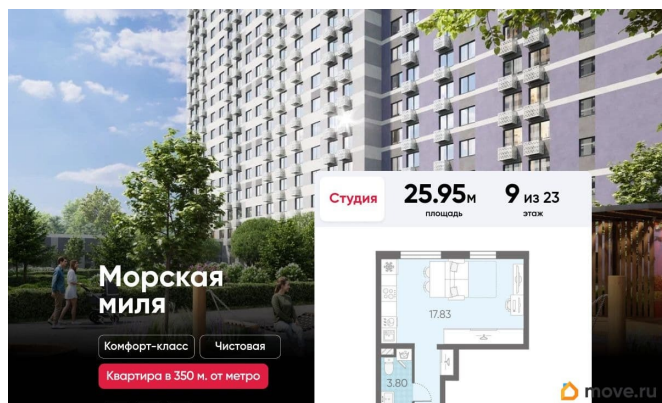 Студия
25.95м
площадь
9 из 23
этаж
Морская
миля
Комфорт-класс
Чистовая
Квартира в 350 м. от метро
17.83
3.80
move.ru